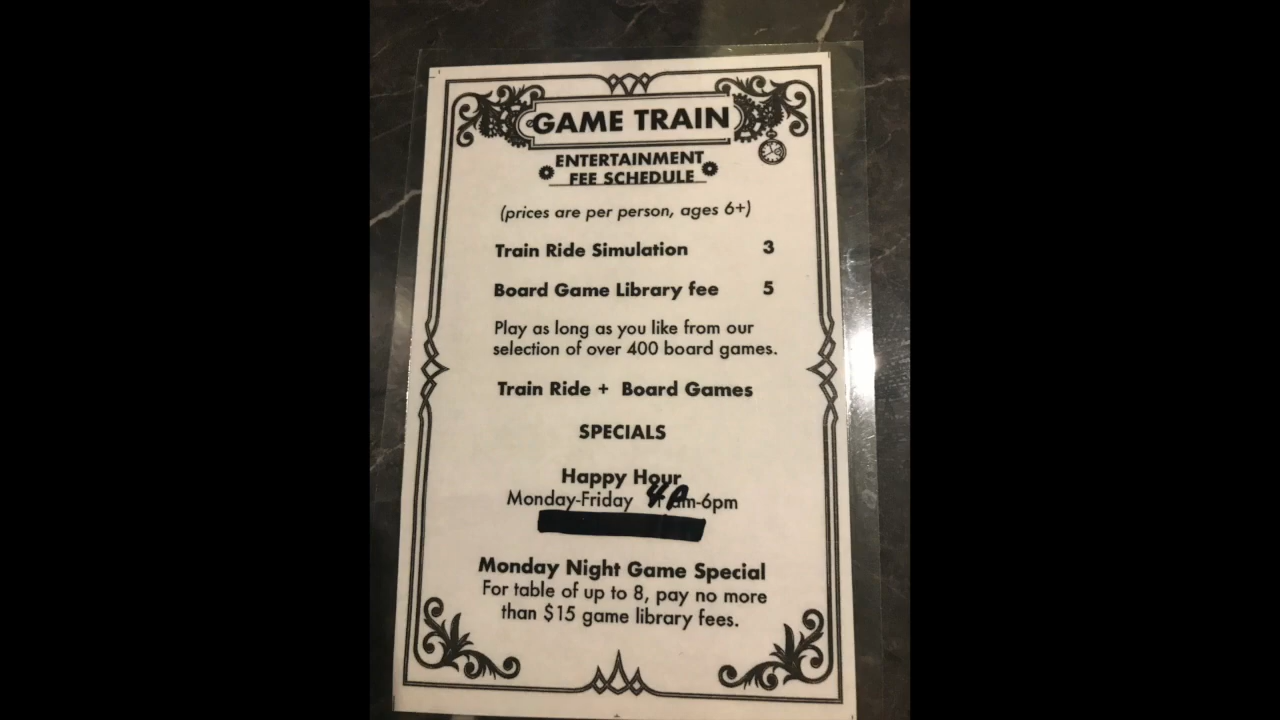 GAME TRAIN
ENTERTAINMENT
FEE SCHEDULE
(prices are per person, ages 6+)
Train Ride Simulation 3
Board Game Library fee 5
Play as long as you like from our
selection of over 400 board games.
Train Ride + Board Games
SPECIALS
Happy Hour
Monday-Friday 4pm-6pm
Monday Night Game Special
For table of up to 8, pay no more
than $15 game library fees.